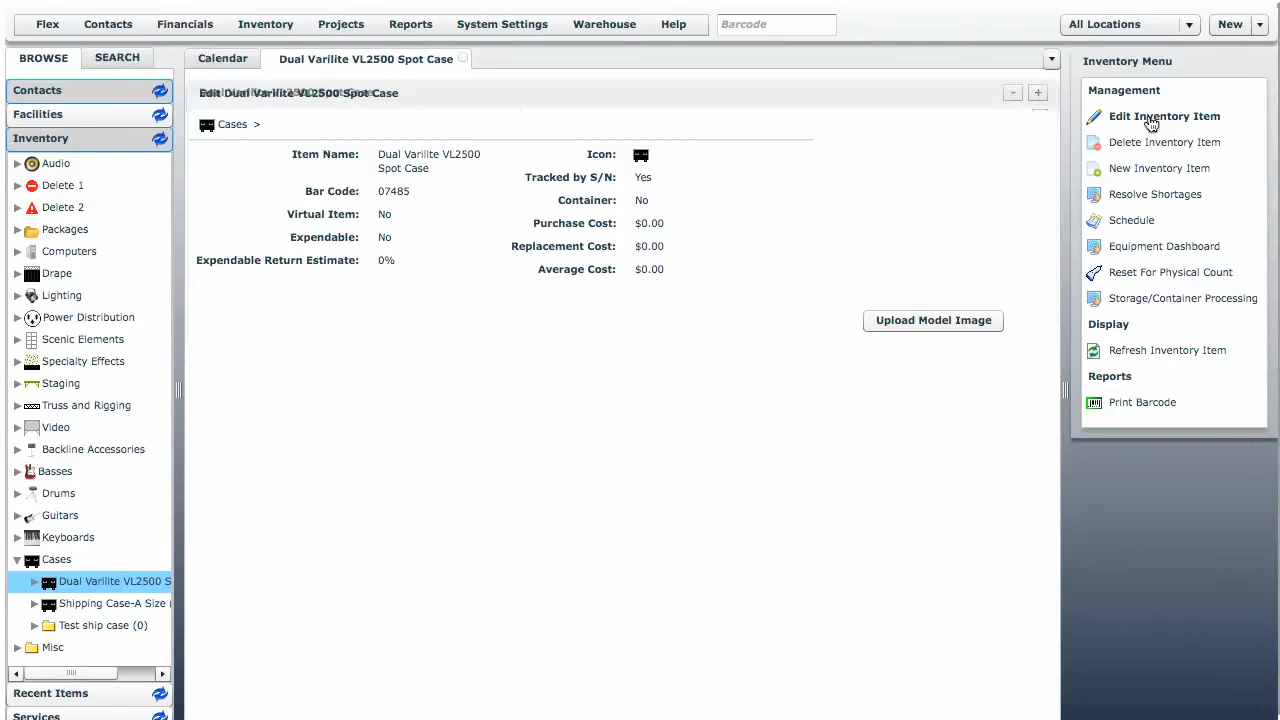 Flex Contacts Financials Inventory Projects Reports System Settings Warehouse Help Barcode All Locations New
BROWSE SEARCH
Contacts
Facilities
Inventory
Audio
Delete 1
Delete 2
Packages
Computers
Drape
Lighting
Power Distribution
Scenic Elements
Specialty Effects
Staging
Truss and Rigging
Video
Backline Accessories
Basses
Drums
Guitars
Keyboards
Cases
Dual Varilite VL2500 S
Shipping Case-A Size
Test ship case (0)
Misc
Recent Items
Services
Calendar Dual Varilite VL2500 Spot Case
Edit Dual Varilite VL2500 Spot Case
- +
Cases >
Item Name: Dual Varilite VL2500
Spot Case
Bar Code: 07485
Virtual Item: No
Expendable: No
Expendable Return Estimate: 0%
Icon:
Tracked by S/N: Yes
Container: No
Purchase Cost: $0.00
Replacement Cost: $0.00
Average Cost: $0.00
Upload Model Image
Inventory Menu
Management
Edit Inventory Item
Delete Inventory Item
New Inventory Item
Resolve Shortages
Schedule
Equipment Dashboard
Reset For Physical Count
Storage/Container Processing
Display
Refresh Inventory Item
Reports
Print Barcode